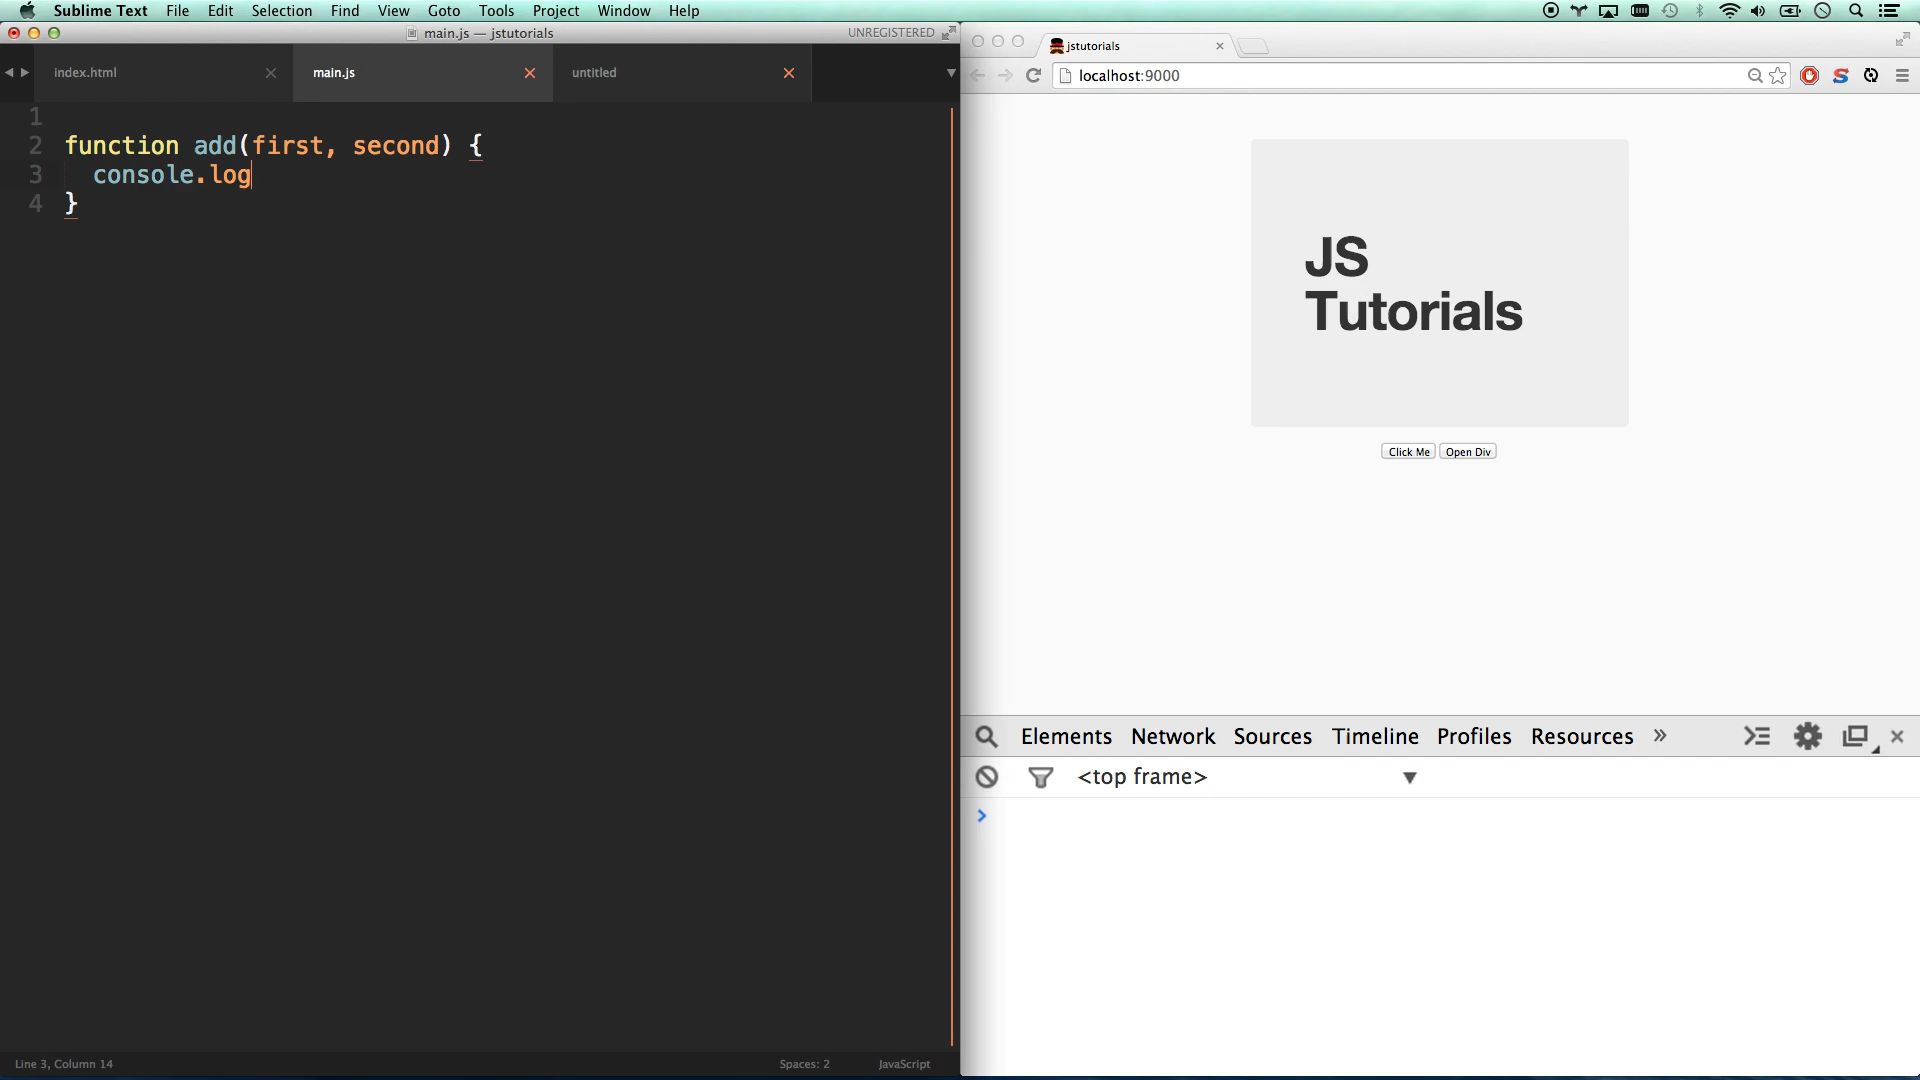 Sublime Text File Edit Selection Find View Goto Tools Project Window Help
main.js — jstutorials UNREGISTERED
index.html main.js untitled
1
2 function add(first, second) {
3 console.log
4 }
Line 3, Column 14 Spaces: 2 JavaScript
jstutorials
localhost:9000
JS
Tutorials
Click Me Open Div
Elements Network Sources Timeline Profiles Resources »
<top frame>